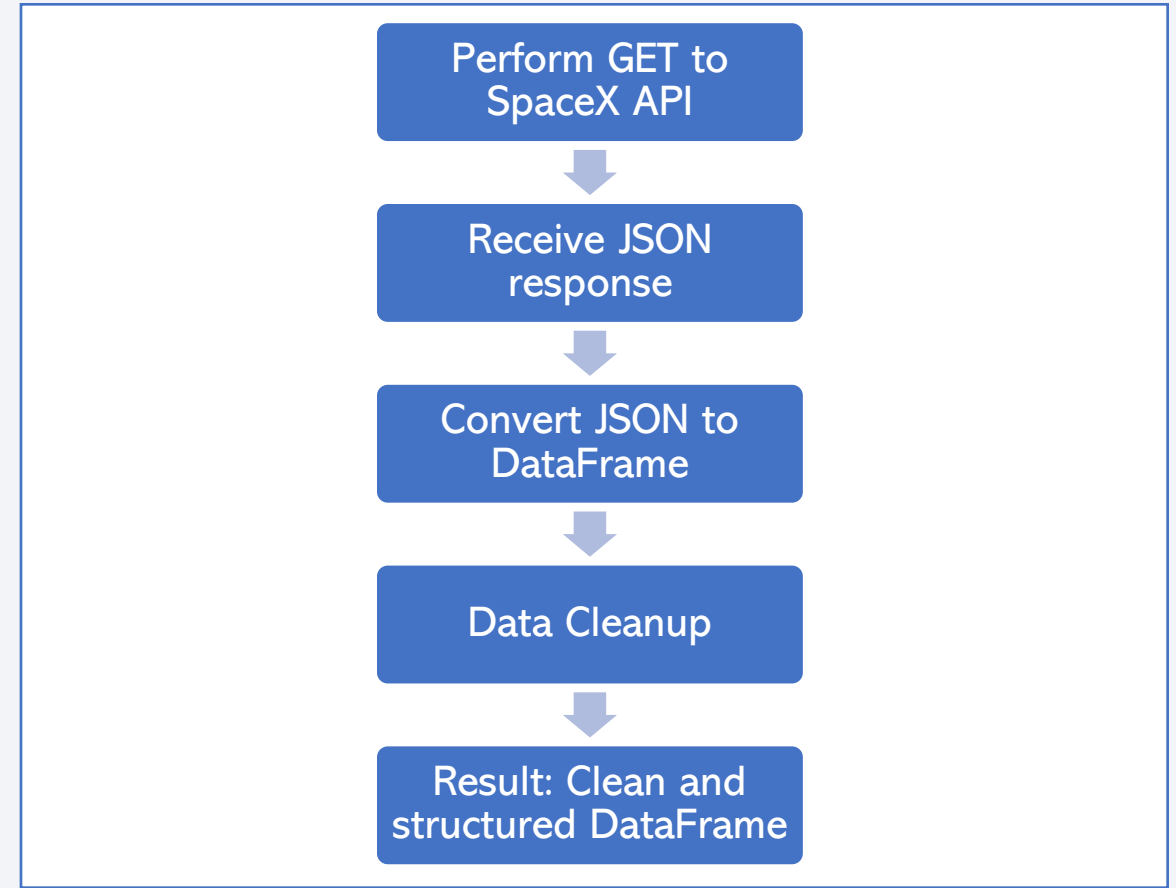 Perform GET to
SpaceX API
Receive JSON
response
Convert JSON to
DataFrame
Data Cleanup
Result: Clean and
structured DataFrame